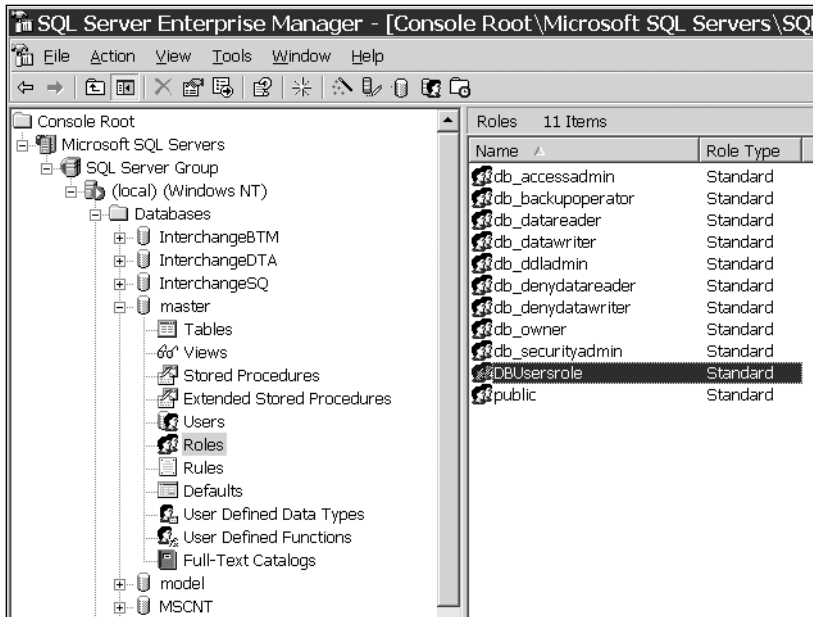 SQL Server Enterprise Manager - [Console Root\Microsoft SQL Servers\SQL
File Action View Tools Window Help
Console Root
Microsoft SQL Servers
SQL Server Group
(local) (Windows NT)
Databases
InterchangeBTM
InterchangeDTA
InterchangeSQ
master
Tables
Views
Stored Procedures
Extended Stored Procedures
Users
Roles
Rules
Defaults
User Defined Data Types
User Defined Functions
Full-Text Catalogs
model
MSCNT
Roles 11 Items
Name Role Type
db_accessadmin Standard
db_backupoperator Standard
db_datareader Standard
db_datawriter Standard
db_ddladmin Standard
db_denydatareader Standard
db_denydatawriter Standard
db_owner Standard
db_securityadmin Standard
DBUsersrole Standard
public Standard